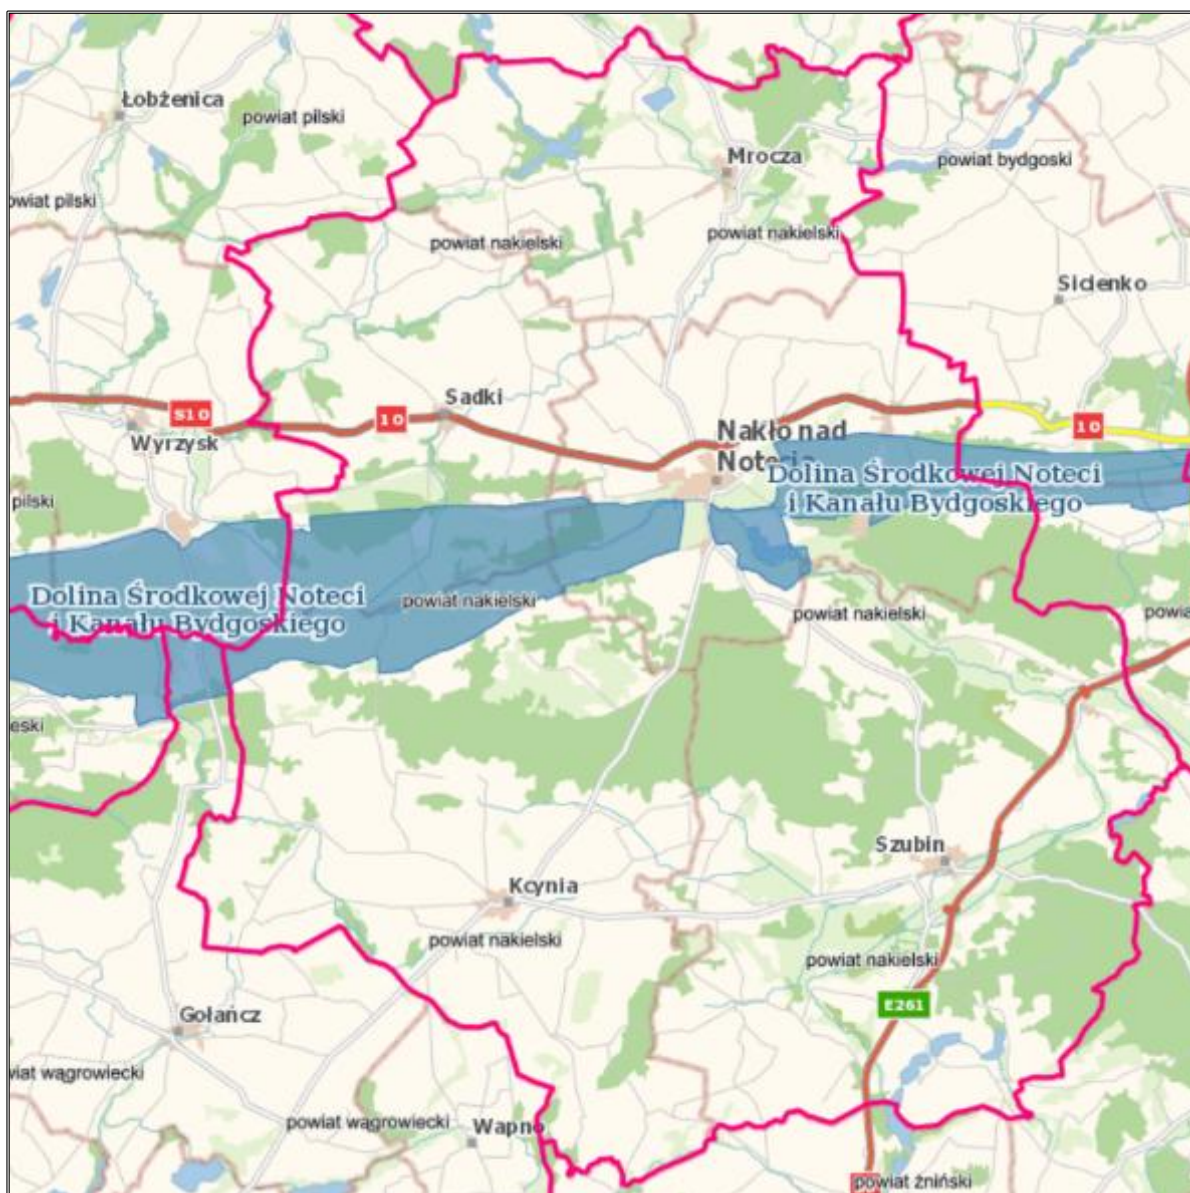 Łobżenica
powiat pilski
Mrocza
powiat bydgoski
powiat pilski
powiat nakielski
powiat nakielski
Sicienko
Sadki
S10
10
10
Wyrzysk
Nakło nad
Notecią
Dolina Środkowej Noteci
i Kanału Bydgoskiego
pilski
Dolina Środkowej Noteci
i Kanału Bydgoskiego
powiat nakielski
powiat nakielski
powia
eski
Szubin
Kcynia
powiat nakielski
powiat nakielski
E261
Gołańcz
wiat wągrowiecki
powiat wągrowiecki
Wapno
powiat żniński